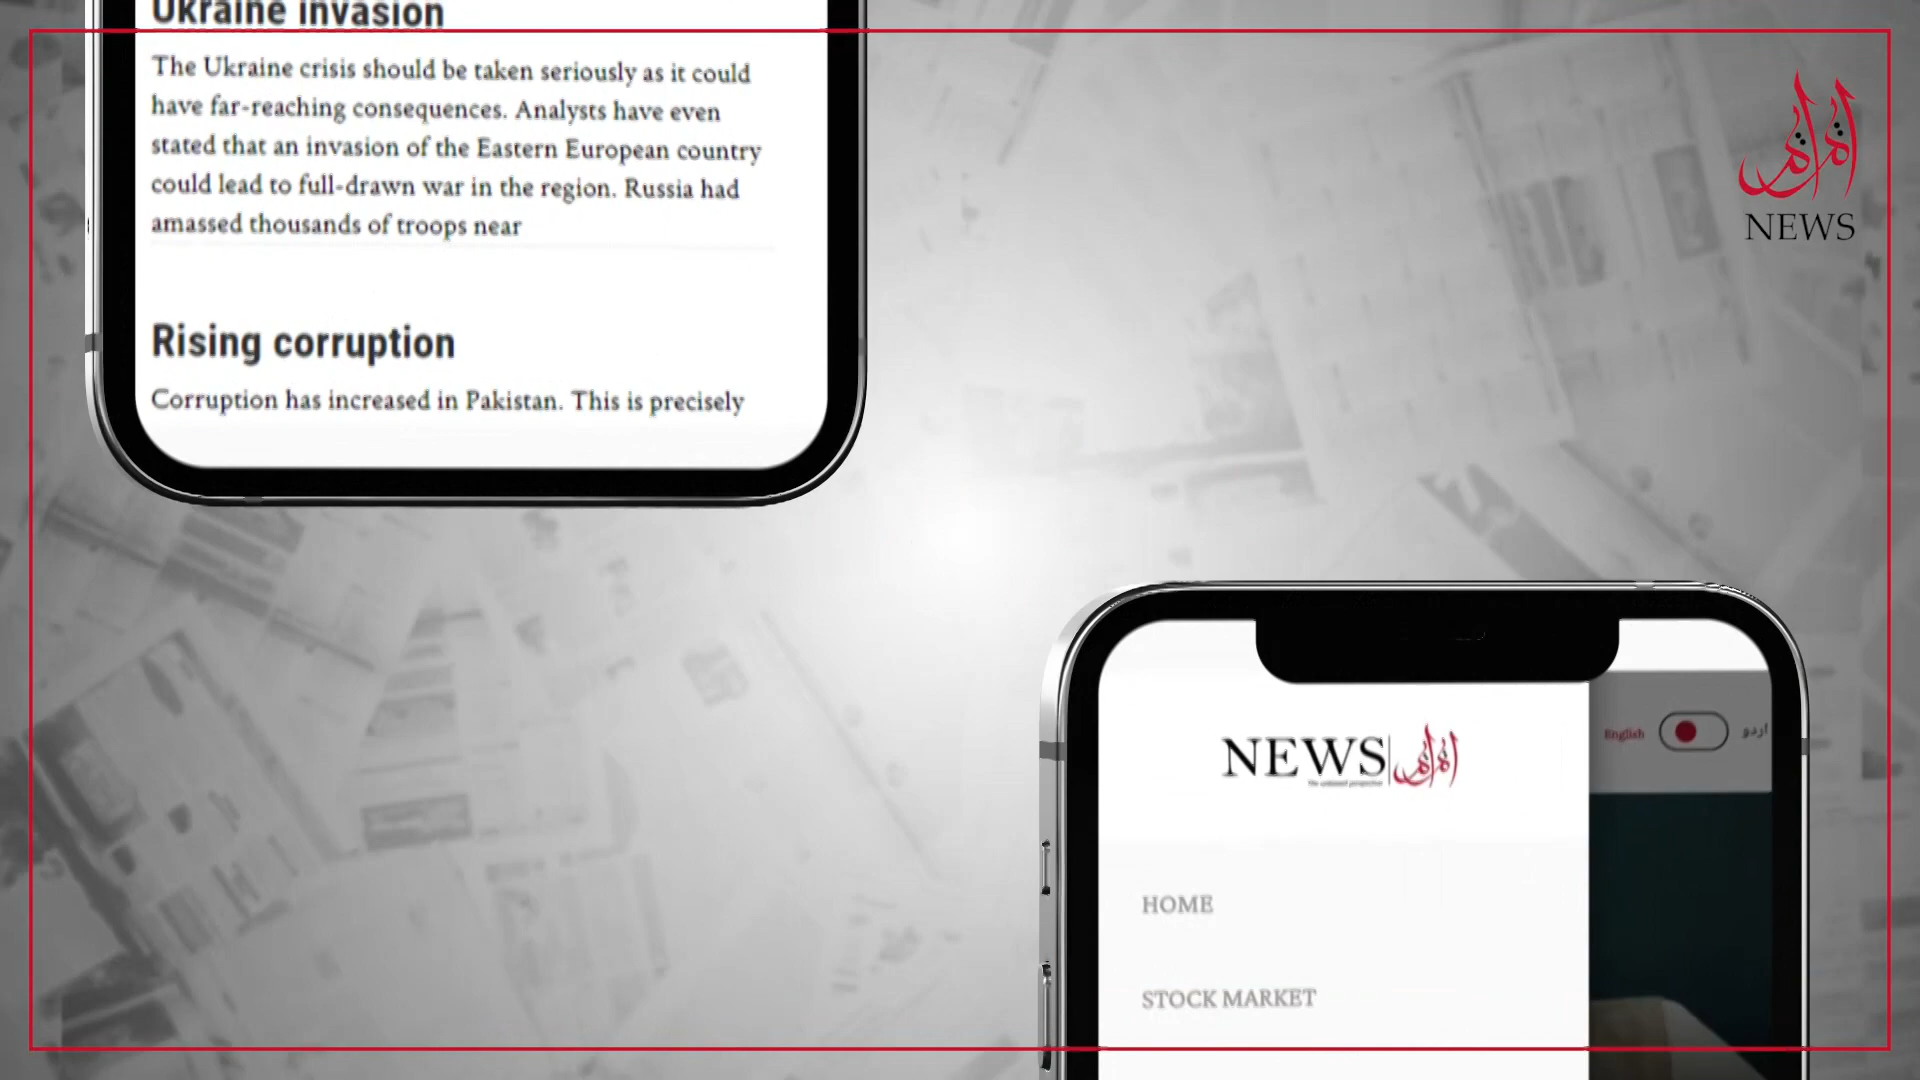 Ukraine invasion
The Ukraine crisis should be taken seriously as it could
have far-reaching consequences. Analysts have even
stated that an invasion of the Eastern European country
could lead to full-drawn war in the region. Russia had
amassed thousands of troops near
Rising corruption
Corruption has increased in Pakistan. This is precisely
NEWS
NEWS
English
اردو
HOME
STOCK MARKET